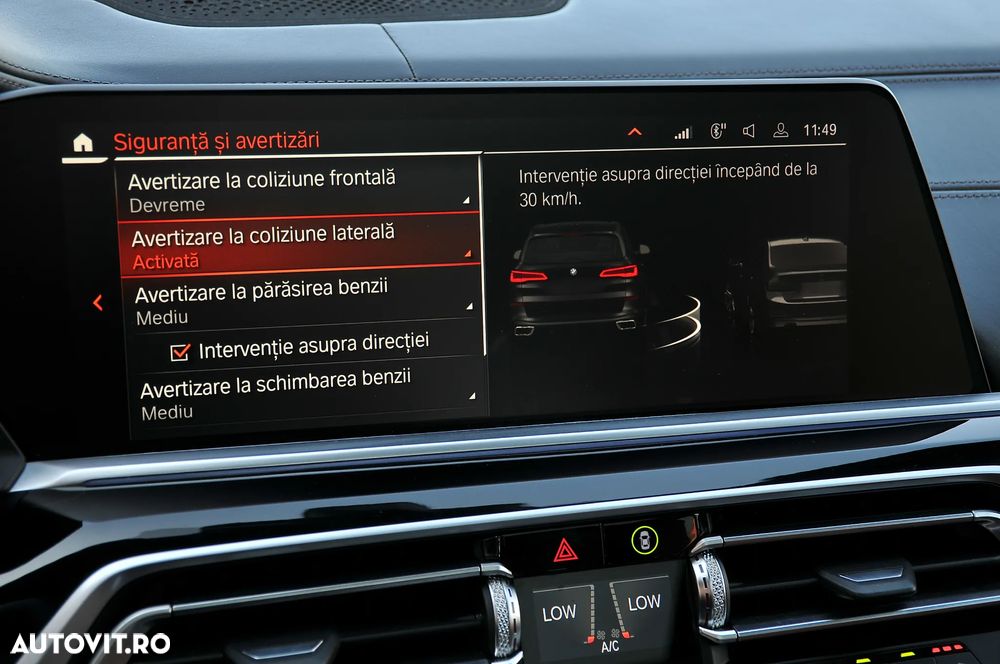 Siguranță și avertizări
11:49
Avertizare la coliziune frontală
Devreme
Avertizare la coliziune laterală
Activată
Avertizare la părăsirea benzii
Mediu
Intervenție asupra direcției
Avertizare la schimbarea benzii
Mediu
Intervenție asupra direcției începând de la
30 km/h.
LOW
LOW
A/C
AUTOVIT.RO